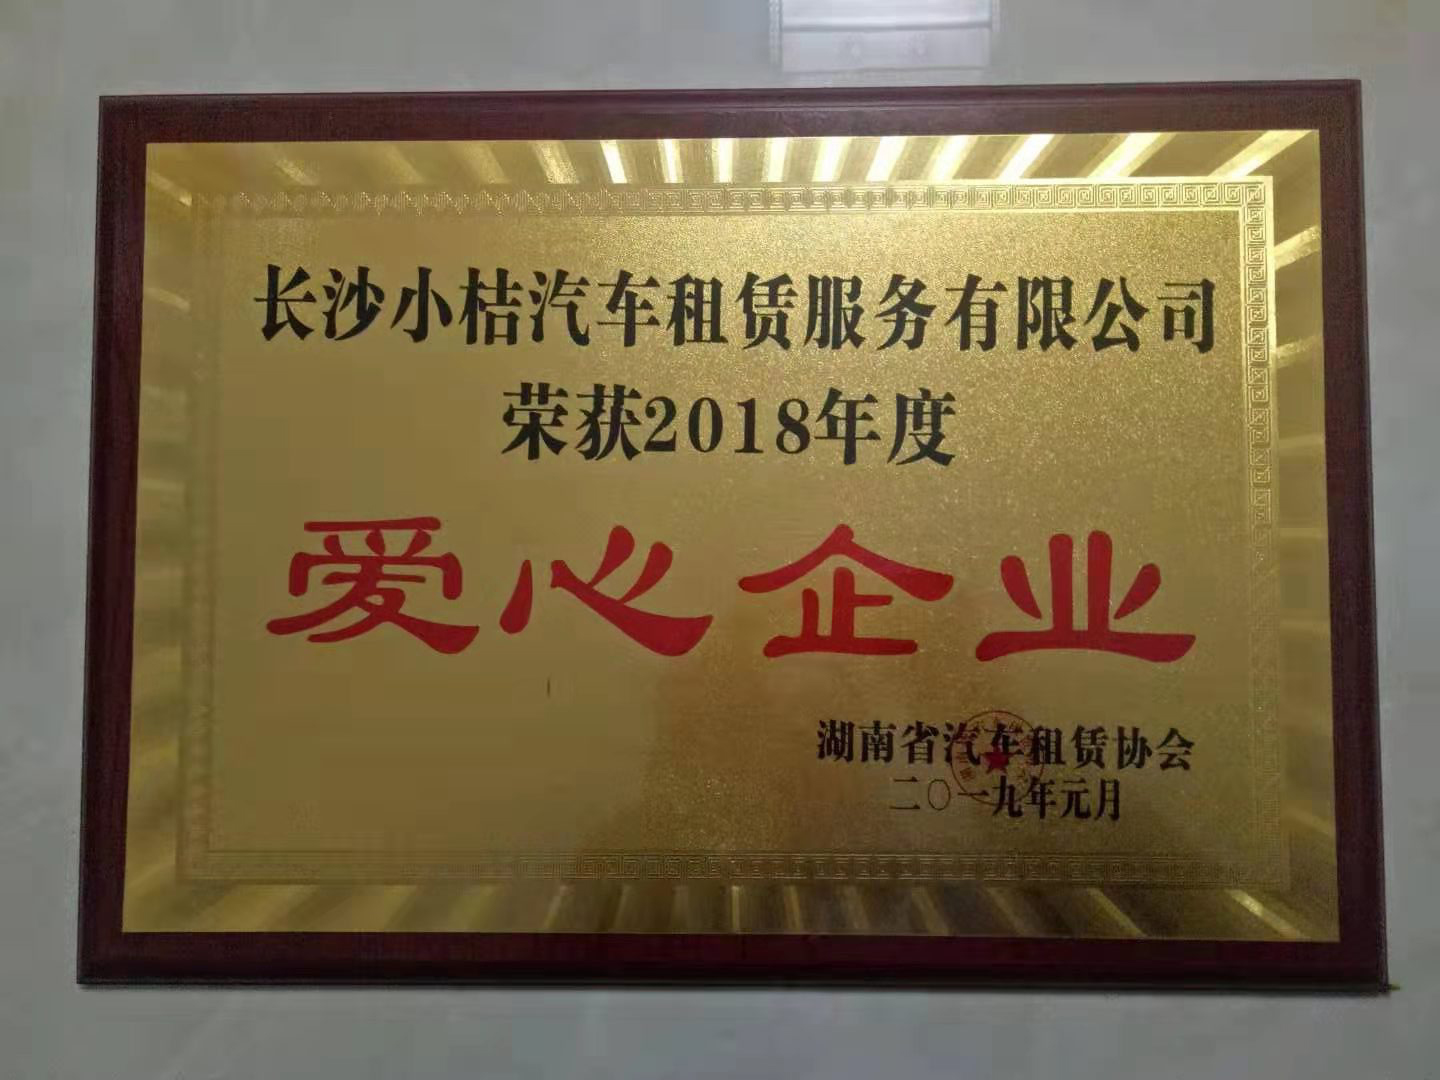 长沙小桔汽车租赁服务有限公司
荣获2018年度
爱心企业
湖南省汽车租赁协会
二〇一九年元月